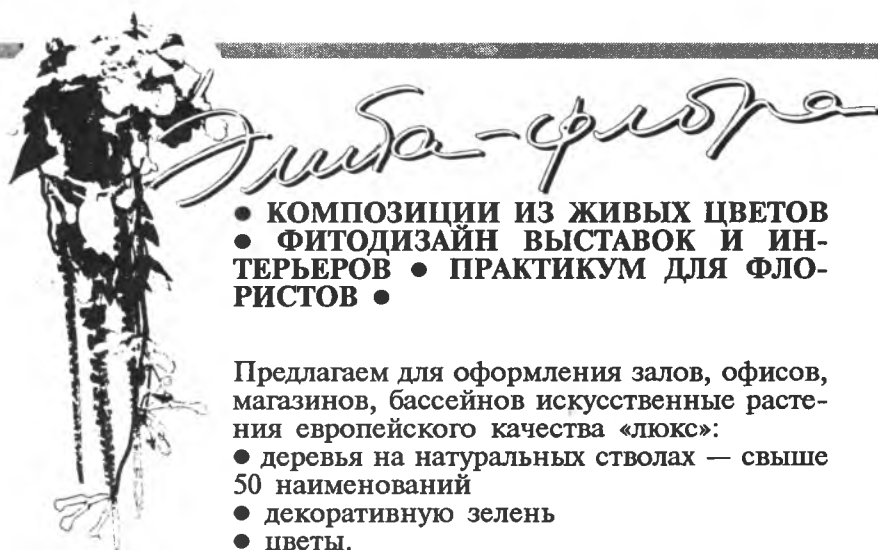 Элита-флора
● КОМПОЗИЦИИ ИЗ ЖИВЫХ ЦВЕТОВ
● ФИТОДИЗАЙН ВЫСТАВОК И ИН-
ТЕРЬЕРОВ ● ПРАКТИКУМ ДЛЯ ФЛО-
РИСТОВ ●
Предлагаем для оформления залов, офисов,
магазинов, бассейнов искусственные расте-
ния европейского качества «люкс»:
● деревья на натуральных стволах — свыше
50 наименований
● декоративную зелень
● цветы.